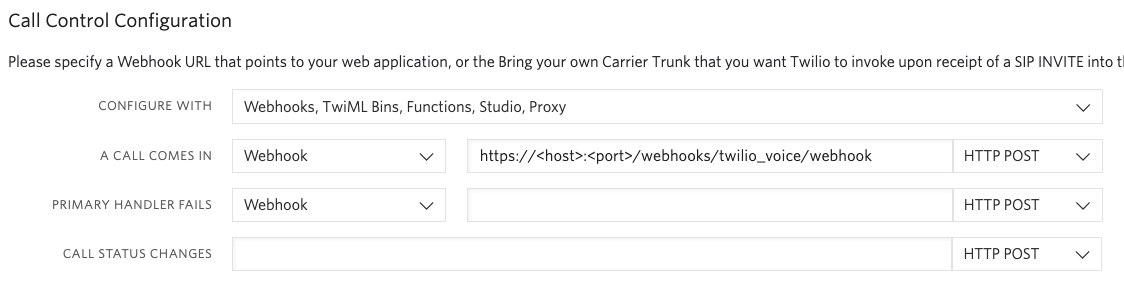 Call Control Configuration
Please specify a Webhook URL that points to your web application, or the Bring your own Carrier Trunk that you want Twilio to invoke upon receipt of a SIP INVITE into
CONFIGURE WITH Webhooks, TwiML Bins, Functions, Studio, Proxy
A CALL COMES IN Webhook https://<host>:<port>/webhooks/twilio_voice/webhook HTTP POST
PRIMARY HANDLER FAILS Webhook HTTP POST
CALL STATUS CHANGES HTTP POST